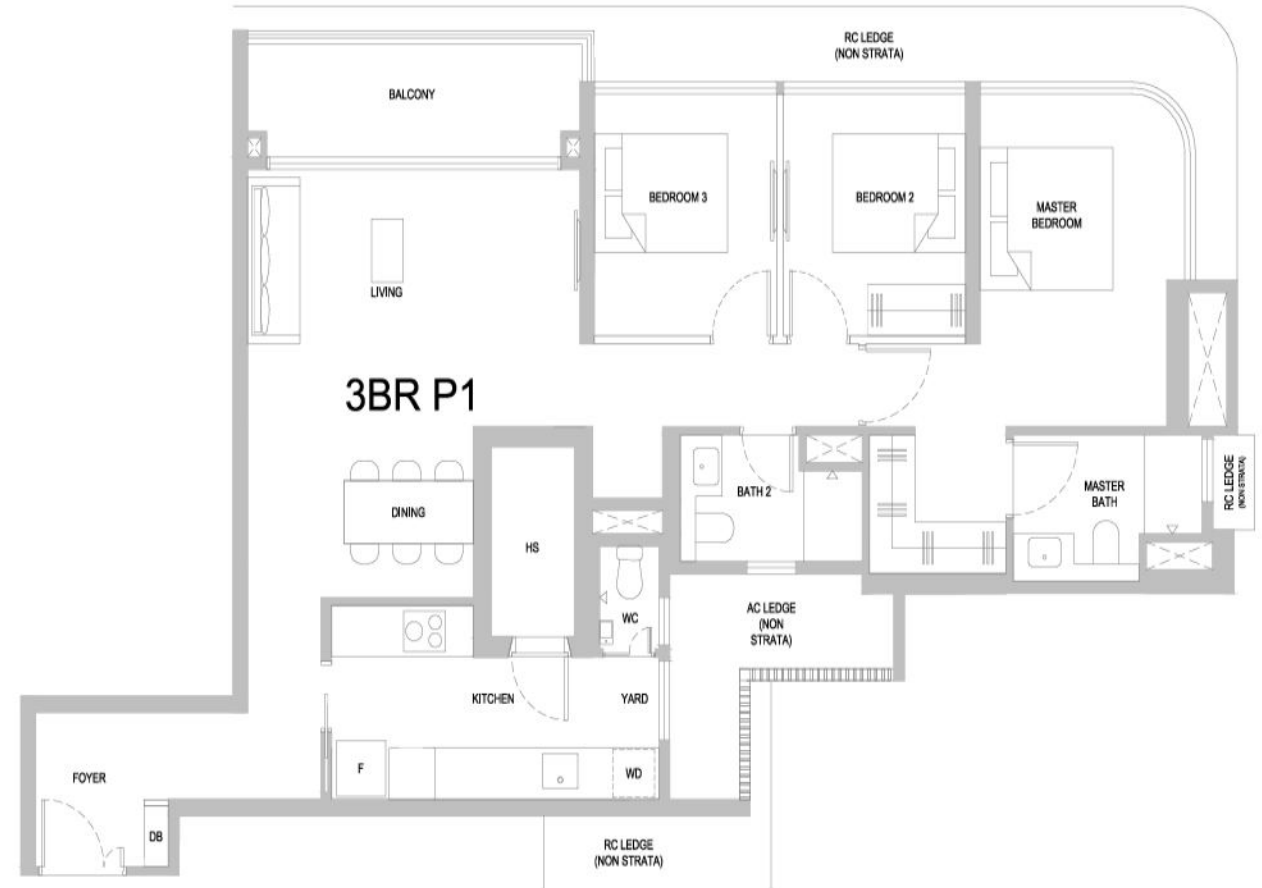 RC LEDGE
(NON STRATA)
BALCONY
BEDROOM 3
BEDROOM 2
MASTER
BEDROOM
LIVING
3BR P1
DINING
HS
BATH 2
MASTER
BATH
RC LEDGE
(NON STRATA)
WC
AC LEDGE
(NON
STRATA)
KITCHEN
YARD
FOYER
F
WD
DB
RC LEDGE
(NON STRATA)